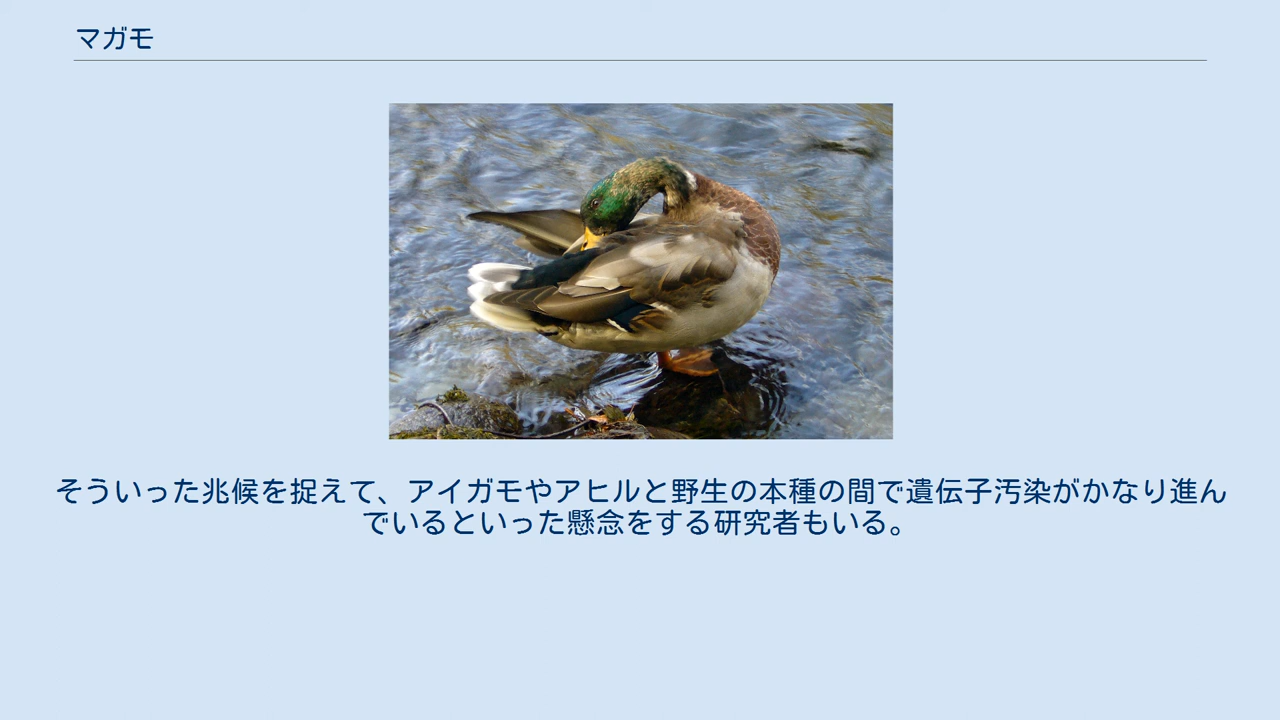 マガモ
そういった兆候を捉えて、アイガモやアヒルと野生の本種の間で遺伝子汚染がかなり進ん
でいるといった懸念をする研究者もいる。